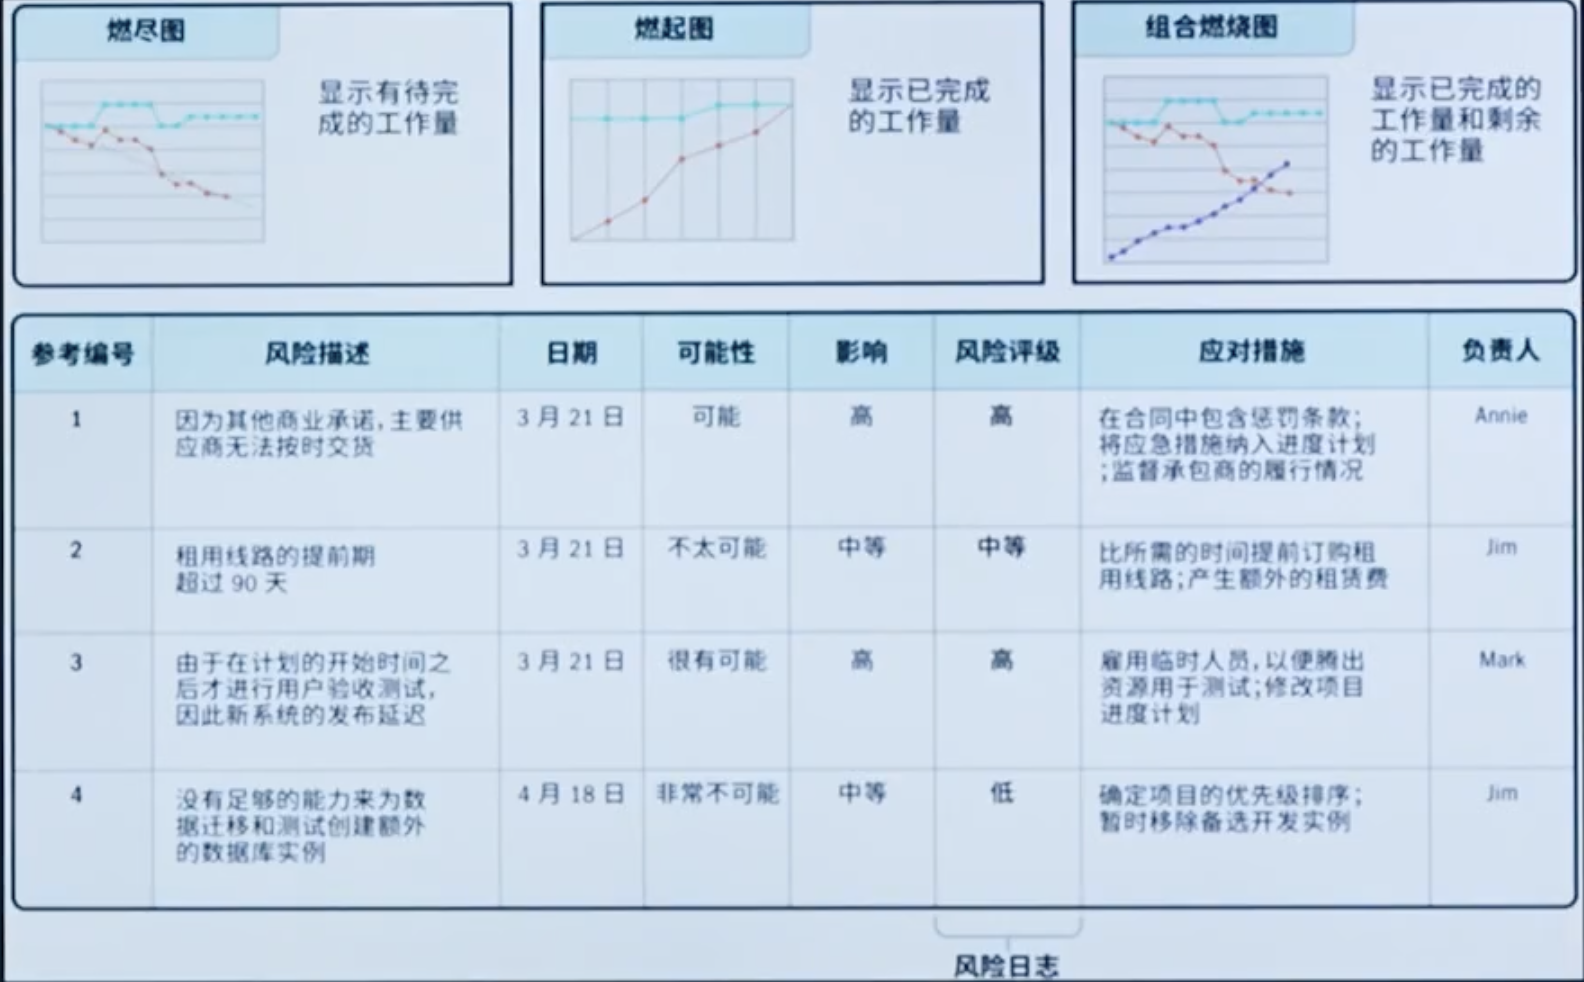 燃尽图
显示有待完
成的工作量
燃起图
显示已完成
的工作量
组合燃烧图
显示已完成的
工作量和剩余
的工作量
参考编号 风险描述 日期 可能性 影响 风险评级 应对措施 负责人
1
因为其他商业承诺,主要供
应商无法按时交货
3 月 21 日
可能
高
高
在合同中包含惩罚条款;
将应急措施纳入进度计划
;监督承包商的履行情况
Annie
2
租用线路的提前期
超过 90 天
3 月 21 日
不太可能
中等
中等
比所需的时间提前订购租
用线路;产生额外的租赁费
Jim
3
由于在计划的开始时间之
后才进行用户验收测试,
因此新系统的发布延迟
3 月 21 日
很有可能
高
高
雇用临时人员,以便腾出
资源用于测试;修改项目
进度计划
Mark
4
没有足够的能力来为数
据迁移和测试创建额外
的数据库实例
4 月 18 日
非常不可能
中等
低
确定项目的优先级排序;
暂时移除备选开发实例
Jim
风险日志